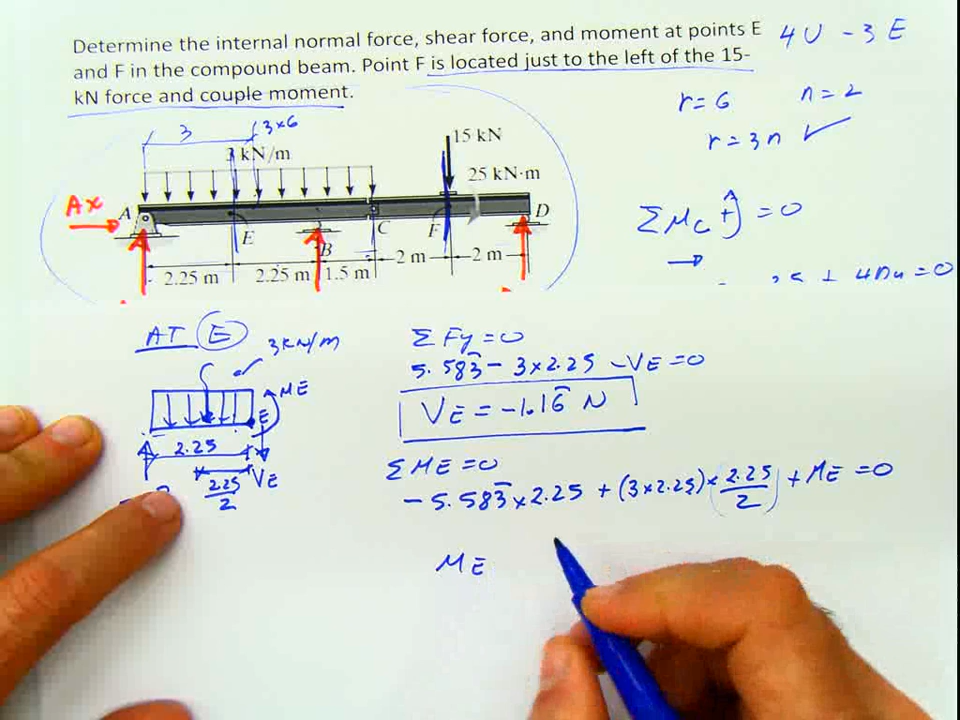 Determine the internal normal force, shear force, and moment at points E
and F in the compound beam. Point F is located just to the left of the 15-
kN force and couple moment.
4U - 3E
r = 6 n = 2
r = 3n ✓
3 3×6
3 kN/m
15 kN
25 kN·m
Ax
A E B C F D
2.25 m 2.25 m 1.5 m 2 m 2 m
ΣMC +) = 0
→
+ 4Dy = 0
AT E
3KN/m
ME
E
2.25
2.25/2
VE
ΣFy = 0
5.583̄ - 3×2.25 - VE = 0
VE = -1.16̄ N
ΣME = 0
- 5.583̄ × 2.25 + (3×2.25) × (2.25/2) + ME = 0
ME